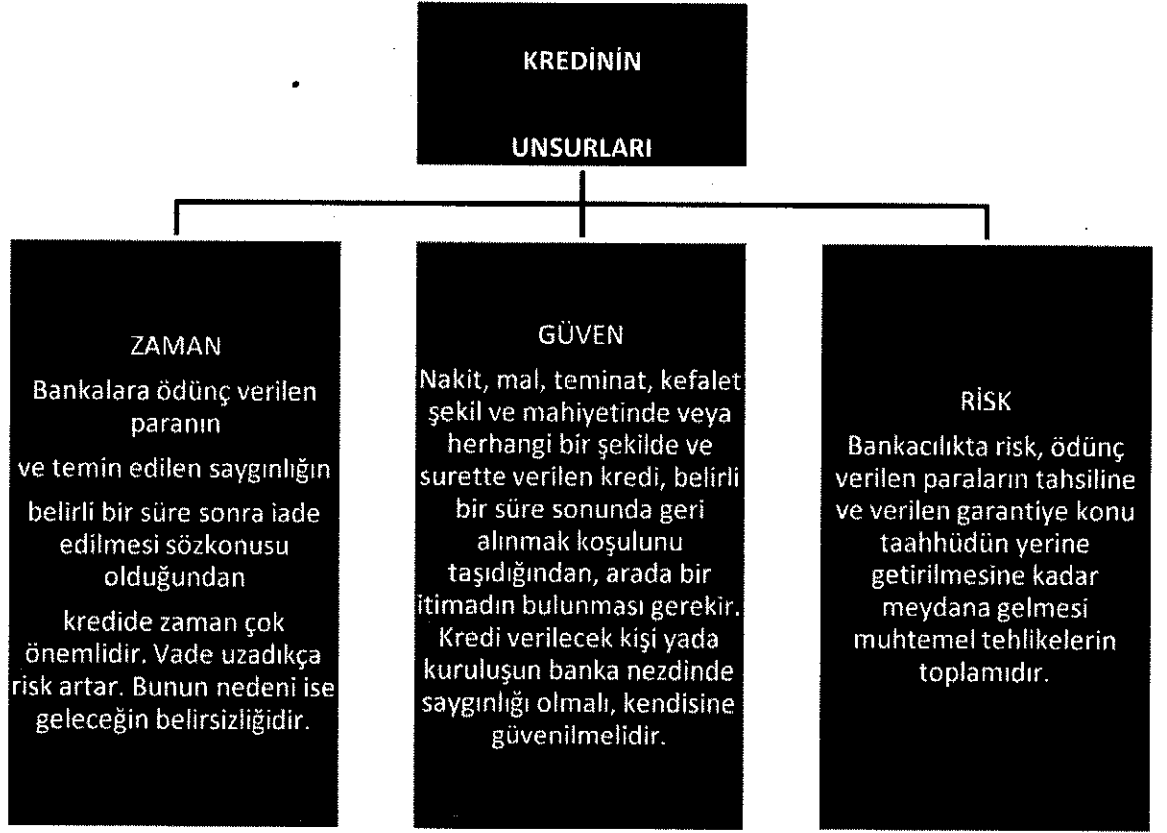 KREDİNİN
UNSURLARI
ZAMAN
Bankalara ödünç verilen
paranın
ve temin edilen saygınlığın
belirli bir süre sonra iade
edilmesi sözkonusu
olduğundan
kredide zaman çok
önemlidir. Vade uzadıkça
risk artar. Bunun nedeni ise
geleceğin belirsizliğidir.
GÜVEN
Nakit, mal, teminat, kefalet
şekil ve mahiyetinde veya
herhangi bir şekilde ve
surette verilen kredi, belirli
bir süre sonunda geri
alınmak koşulunu
taşıdığından, arada bir
itimadın bulunması gerekir.
Kredi verilecek kişi yada
kuruluşun banka nezdinde
saygınlığı olmalı, kendisine
güvenilmelidir.
RİSK
Bankacılıkta risk, ödünç
verilen paraların tahsiline
ve verilen garantiye konu
taahhüdün yerine
getirilmesine kadar
meydana gelmesi
muhtemel tehlikelerin
toplamıdır.